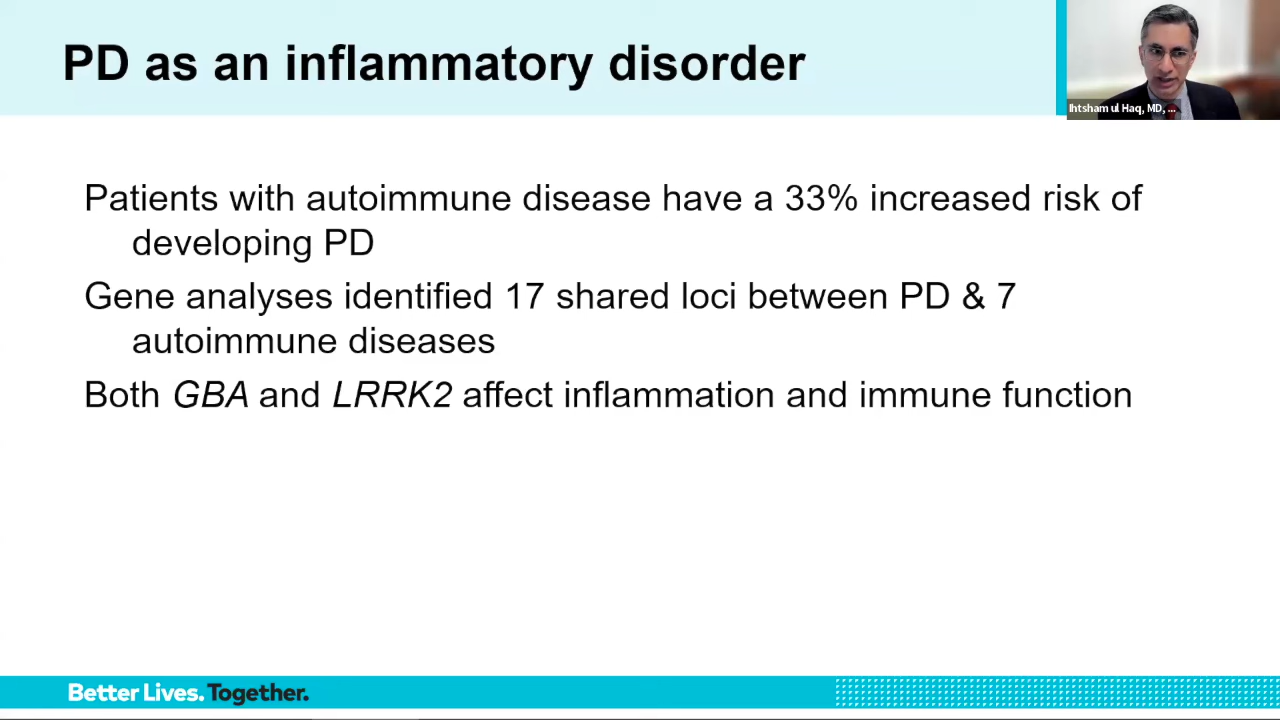 PD as an inflammatory disorder
Ihtsham ul Haq, MD, ...
Patients with autoimmune disease have a 33% increased risk of
developing PD
Gene analyses identified 17 shared loci between PD & 7
autoimmune diseases
Both GBA and LRRK2 affect inflammation and immune function
Better Lives. Together.